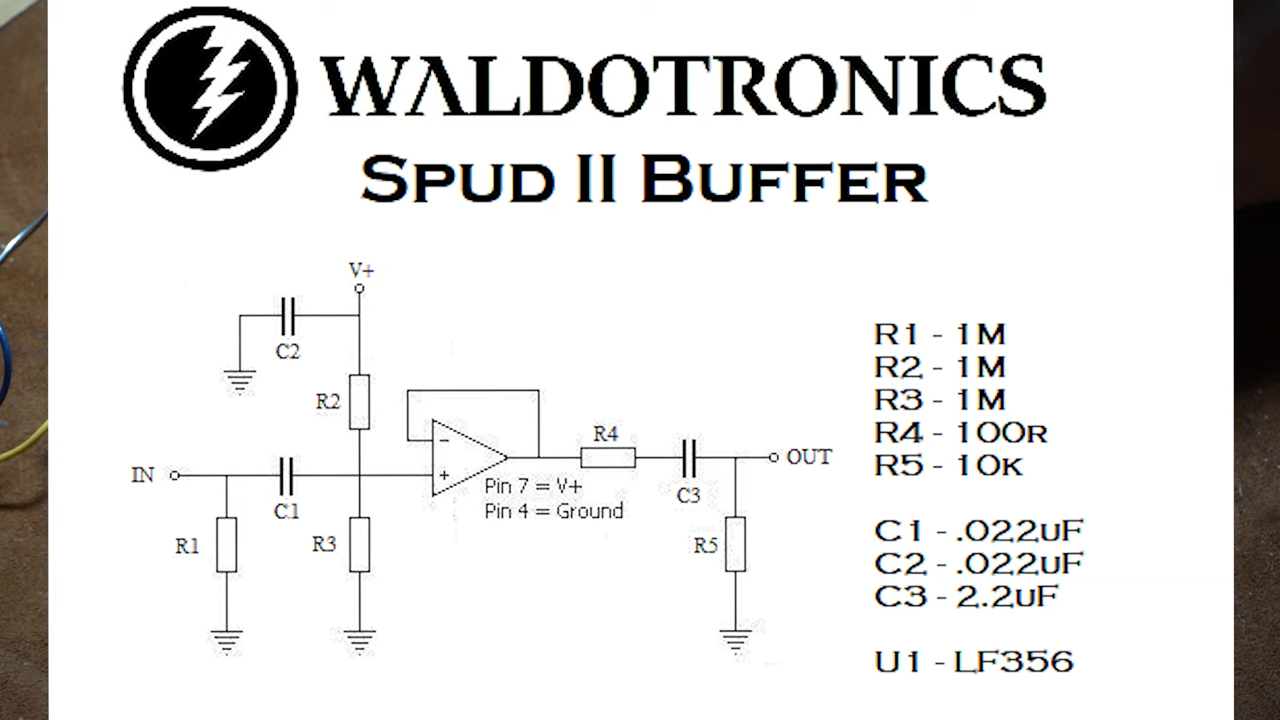 WALDOTRONICS
SPUD II BUFFER
V+
C2
R2
R4
IN
OUT
C1
Pin 7 = V+
Pin 4 = Ground
C3
R1
R3
R5
R1 - 1M
R2 - 1M
R3 - 1M
R4 - 100R
R5 - 10K
C1 - .022UF
C2 - .022UF
C3 - 2.2UF
U1 - LF356